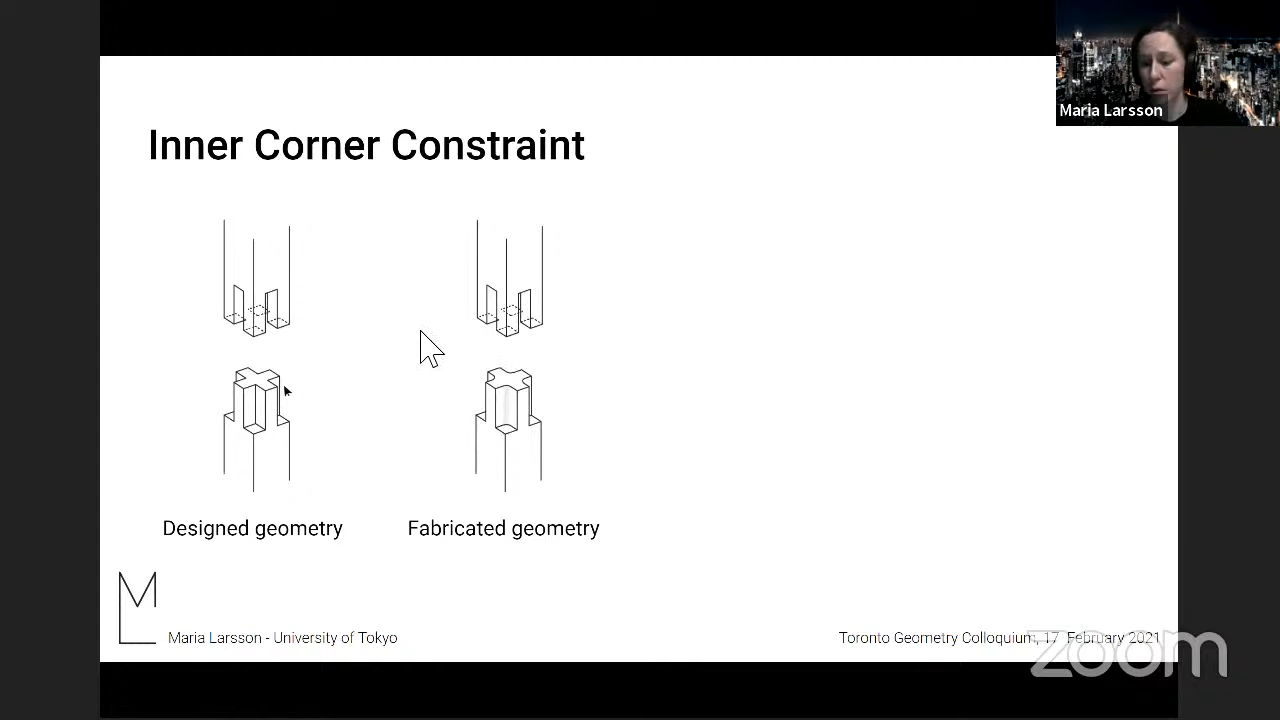 Maria Larsson
Inner Corner Constraint
Designed geometry
Fabricated geometry
ML
Maria Larsson - University of Tokyo
Toronto Geometry Colloquium, 17 February 2021
zoom